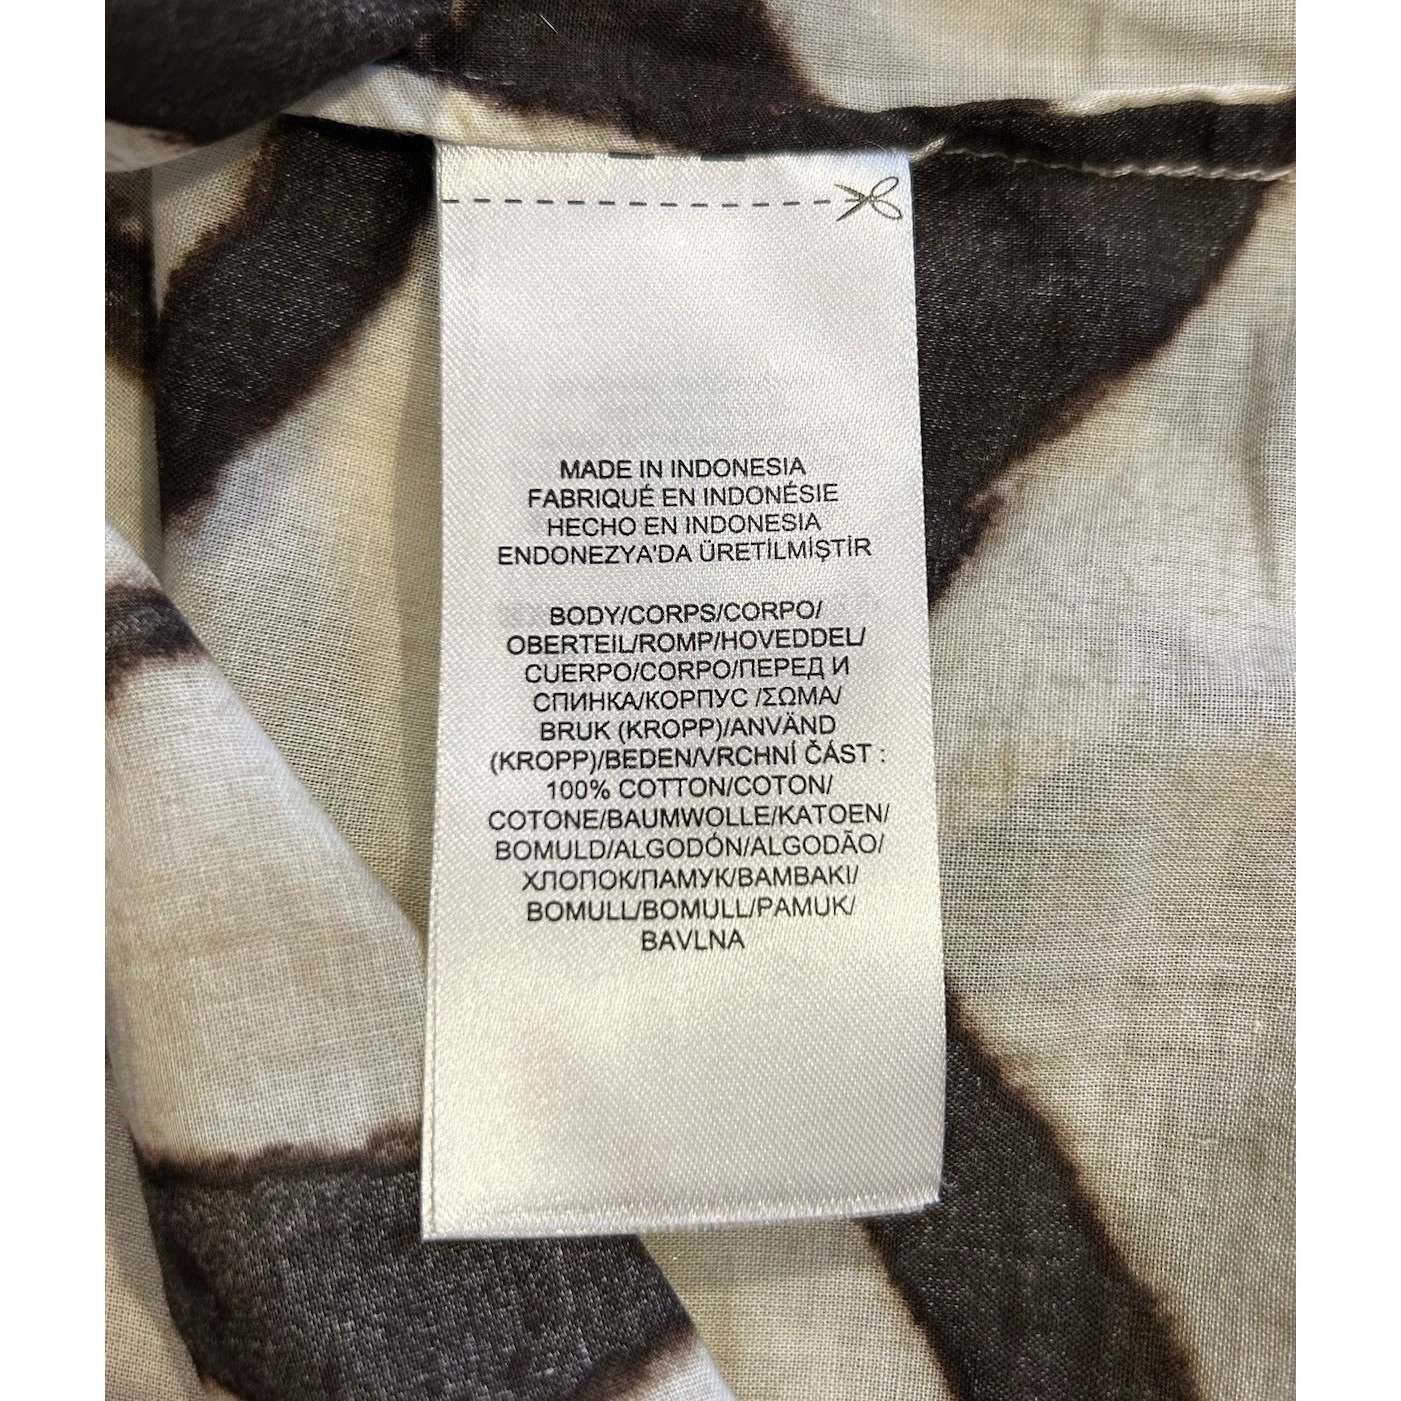 MADE IN INDONESIA
FABRIQUÉ EN INDONÉSIE
HECHO EN INDONESIA
ENDONEZYA'DA ÜRETİLMİŞTİR
BODY/CORPS/CORPO/
OBERTEIL/ROMP/HOVEDDEL/
CUERPO/CORPO/ПЕРЕД И
СПИНКА/КОРПУС /ΣΩΜΑ/
BRUK (KROPP)/ANVÄND
(KROPP)/BEDEN/VRCHNÍ ČÁST :
100% COTTON/COTON/
COTONE/BAUMWOLLE/KATOEN/
BOMULD/ALGODÓN/ALGODÃO/
ХЛОПОК/ПАМУК/ΒΑΜΒΑΚΙ/
BOMULL/BOMULL/PAMUK/
BAVLNA